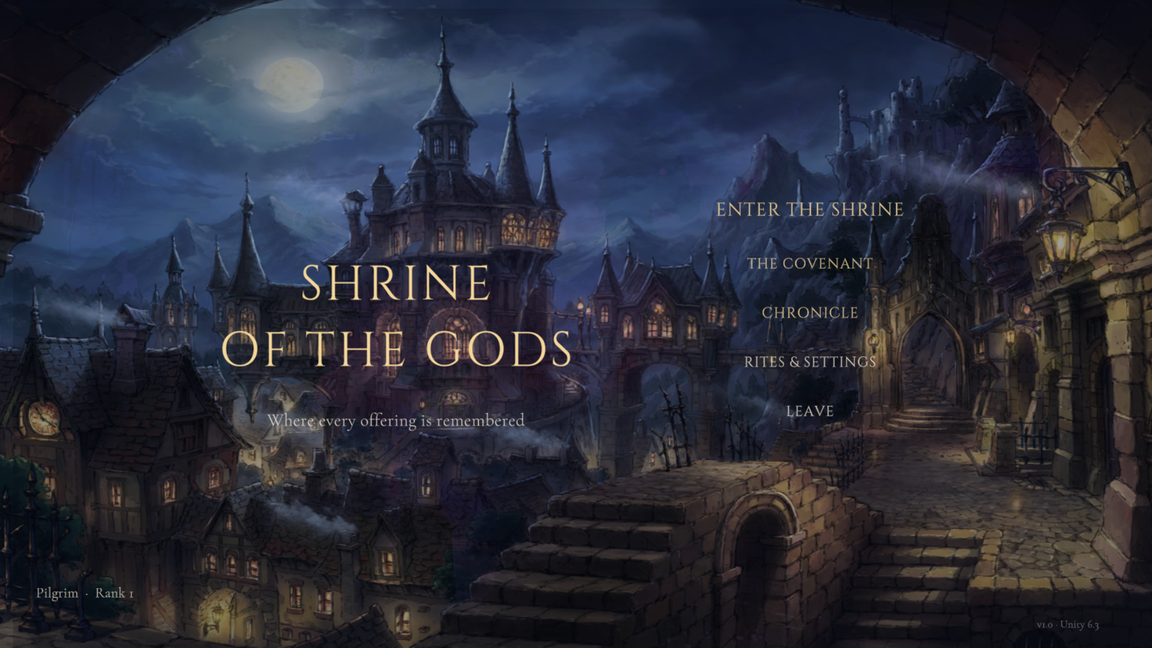 SHRINE
OF THE GODS
Where every offering is remembered
ENTER THE SHRINE
THE COVENANT
CHRONICLE
RITES & SETTINGS
LEAVE
Pilgrim · Rank 1
v1.0 · Unity 6.3